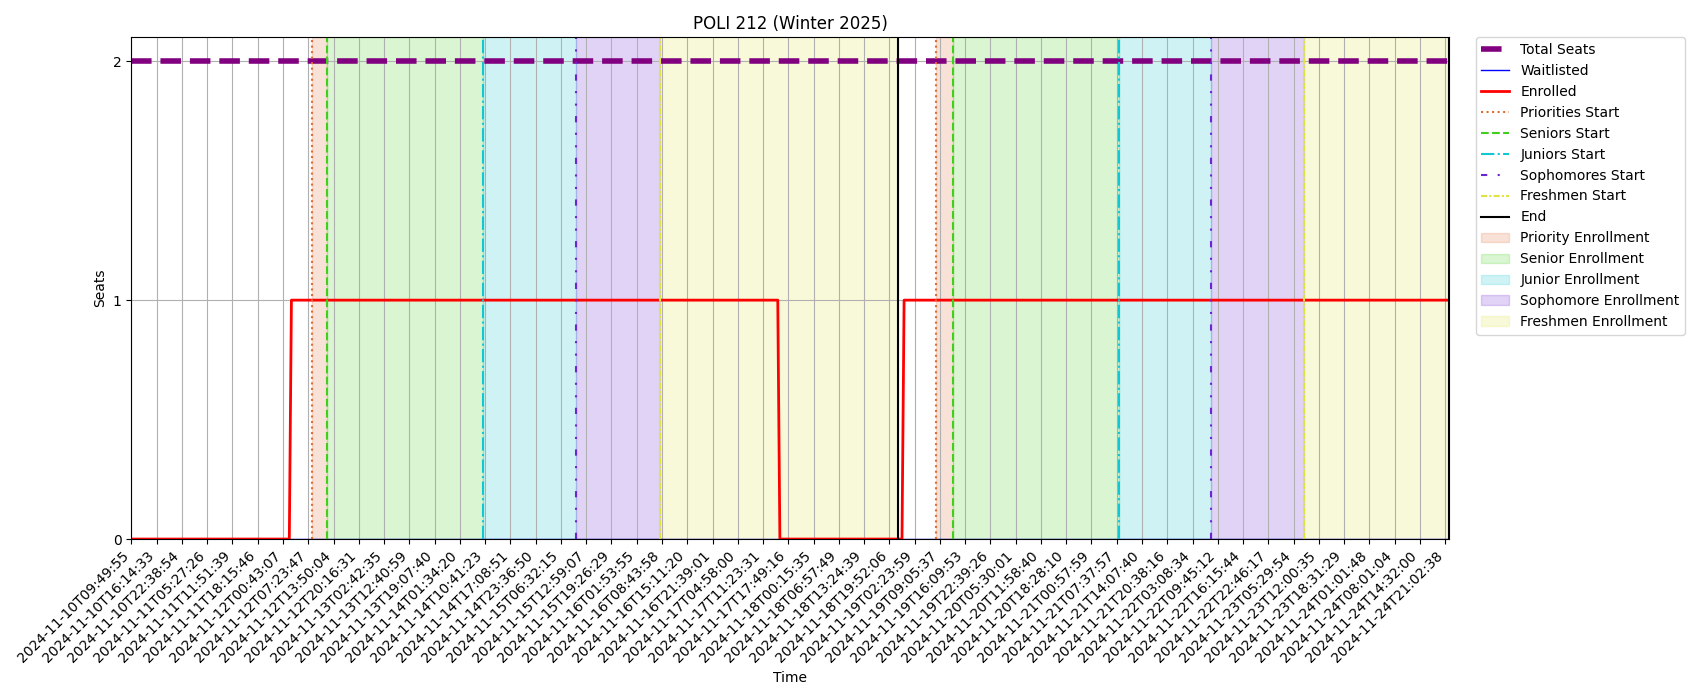 POLI 212 (Winter 2025)
Seats
2
1
0
2024-11-10T09:49:55
2024-11-10T16:14:33
2024-11-10T22:38:54
2024-11-11T05:27:26
2024-11-11T11:51:39
2024-11-11T18:15:46
2024-11-12T00:43:07
2024-11-12T07:23:47
2024-11-12T13:50:04
2024-11-12T20:16:31
2024-11-13T02:42:35
2024-11-13T12:40:59
2024-11-13T19:07:40
2024-11-14T01:34:20
2024-11-14T10:41:23
2024-11-14T17:08:51
2024-11-14T23:36:50
2024-11-15T06:32:15
2024-11-15T12:59:07
2024-11-15T19:26:29
2024-11-16T01:53:55
2024-11-16T08:43:58
2024-11-16T15:11:20
2024-11-16T21:39:01
2024-11-17T04:58:00
2024-11-17T11:23:31
2024-11-17T17:49:16
2024-11-18T00:15:35
2024-11-18T06:57:49
2024-11-18T13:24:39
2024-11-18T19:52:06
2024-11-19T02:23:59
2024-11-19T09:05:37
2024-11-19T16:09:53
2024-11-19T22:39:26
2024-11-20T05:30:01
2024-11-20T11:58:40
2024-11-20T18:28:10
2024-11-21T00:57:59
2024-11-21T07:37:57
2024-11-21T14:07:40
2024-11-21T20:38:16
2024-11-22T03:08:34
2024-11-22T09:45:12
2024-11-22T16:15:44
2024-11-22T22:46:17
2024-11-23T05:29:54
2024-11-23T12:00:35
2024-11-23T18:31:29
2024-11-24T01:01:48
2024-11-24T08:01:04
2024-11-24T14:32:00
2024-11-24T21:02:38
Time
Total Seats
Waitlisted
Enrolled
Priorities Start
Seniors Start
Juniors Start
Sophomores Start
Freshmen Start
End
Priority Enrollment
Senior Enrollment
Junior Enrollment
Sophomore Enrollment
Freshmen Enrollment